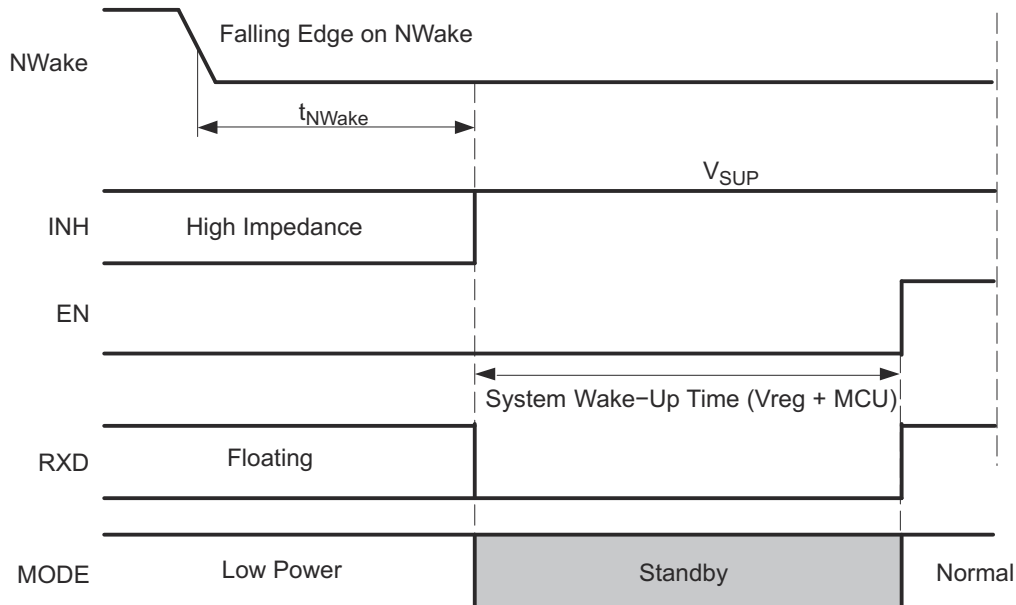 Falling Edge on NWake
NWake
tNWake
VSUP
INH
High Impedance
EN
System Wake−Up Time (Vreg + MCU)
RXD
Floating
MODE
Low Power
Standby
Normal